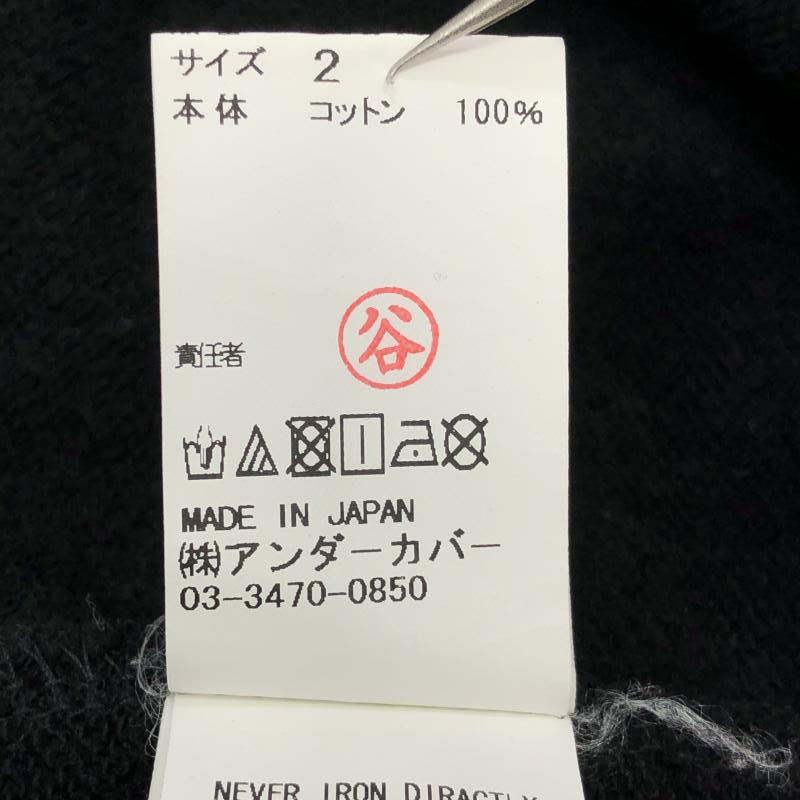 サイズ 2
本体 コットン 100%
谷
責任者
MADE IN JAPAN
㈱アンダーカバー
03-3470-0850
NEVER IRON DIRACTLY